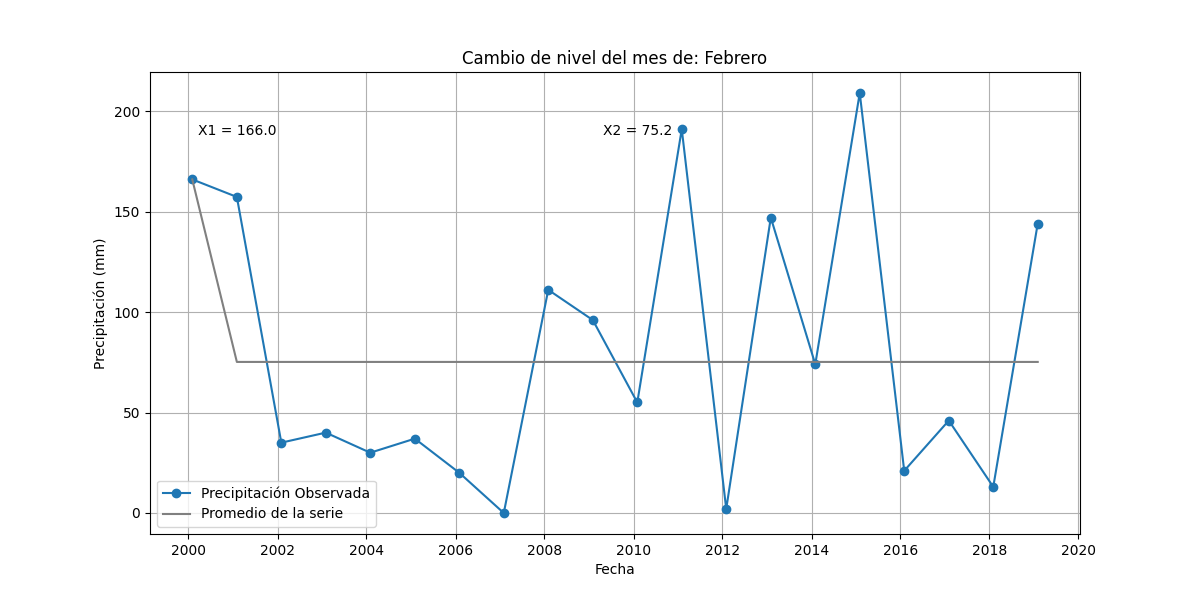 Cambio de nivel del mes de: Febrero
Precipitación (mm)
200
150
100
50
0
X1 = 166.0
X2 = 75.2
Precipitación Observada
Promedio de la serie
2000 2002 2004 2006 2008 2010 2012 2014 2016 2018 2020
Fecha